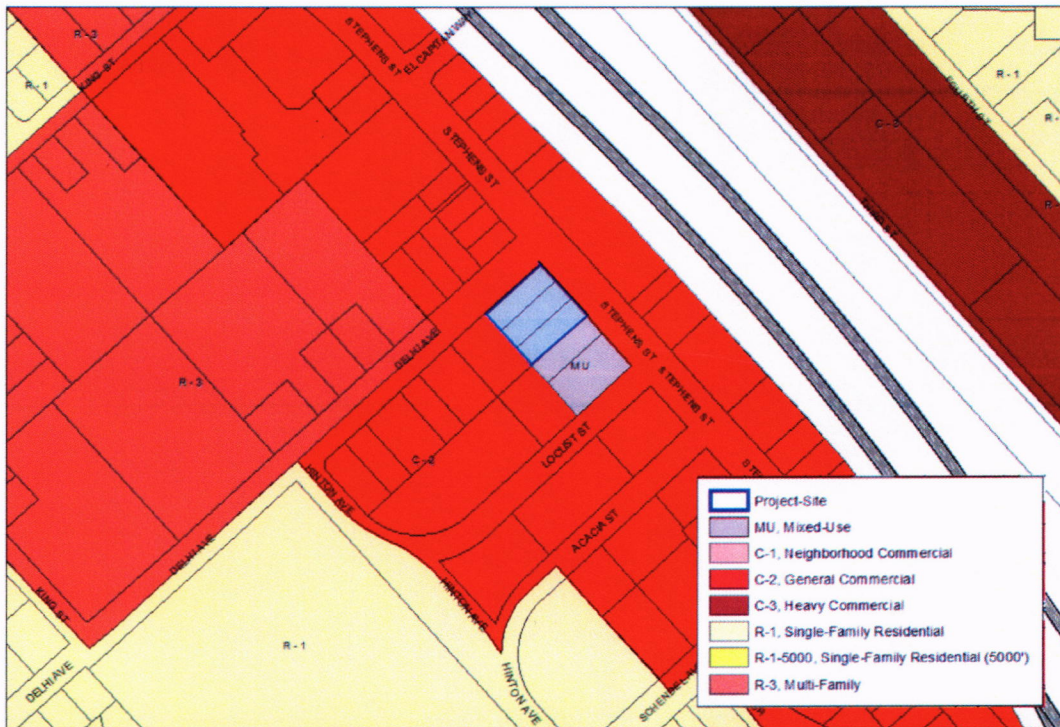 R-3
STEPHENS ST
EL CAPITAN WAY
KING ST
R-1
R-1
FOURTH ST
STEPHENS ST
DELHI AVE
STEPHENS ST
MU
STEPHENS ST
R-3
C-2
LOCUST ST
HINTON AVE
DELHI AVE
ACACIA ST
KING ST
HINTON AVE
R-1
DELHI AVE
HINTON AVE
Project-Site
MU, Mixed-Use
C-1, Neighborhood Commercial
C-2, General Commercial
C-3, Heavy Commercial
R-1, Single-Family Residential
R-1-5000, Single-Family Residential (5000')
R-3, Multi-Family